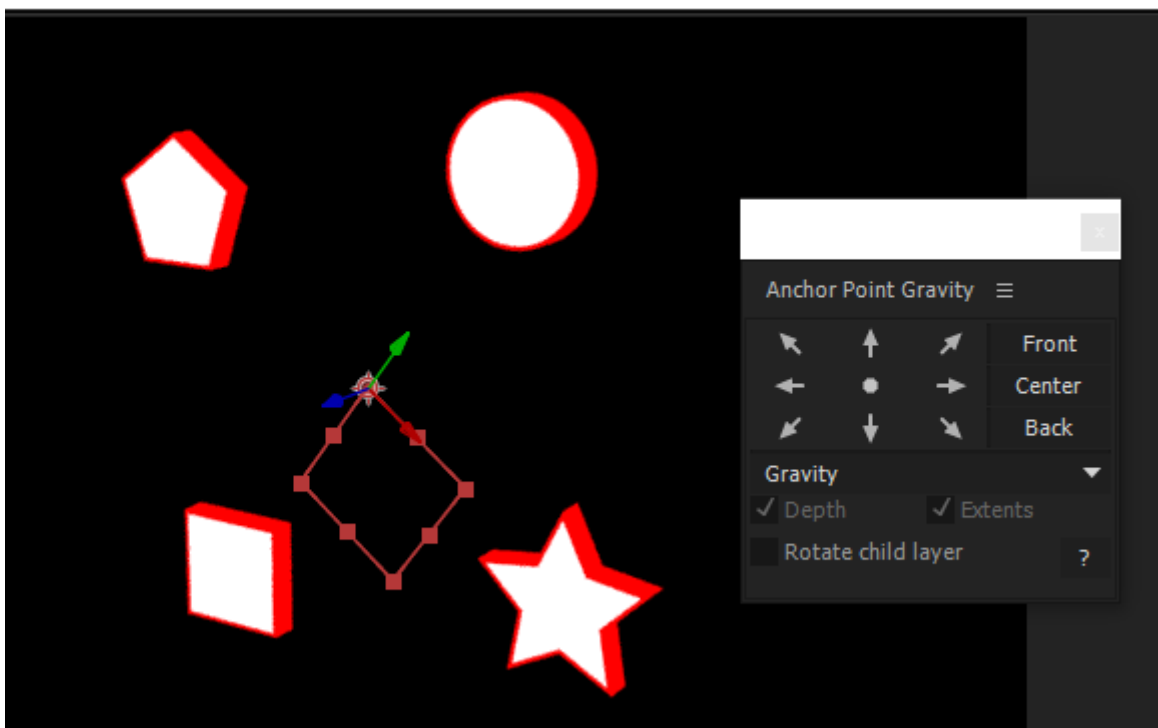 Anchor Point Gravity
Front
Center
Back
Gravity
Depth Extents
Rotate child layer ?